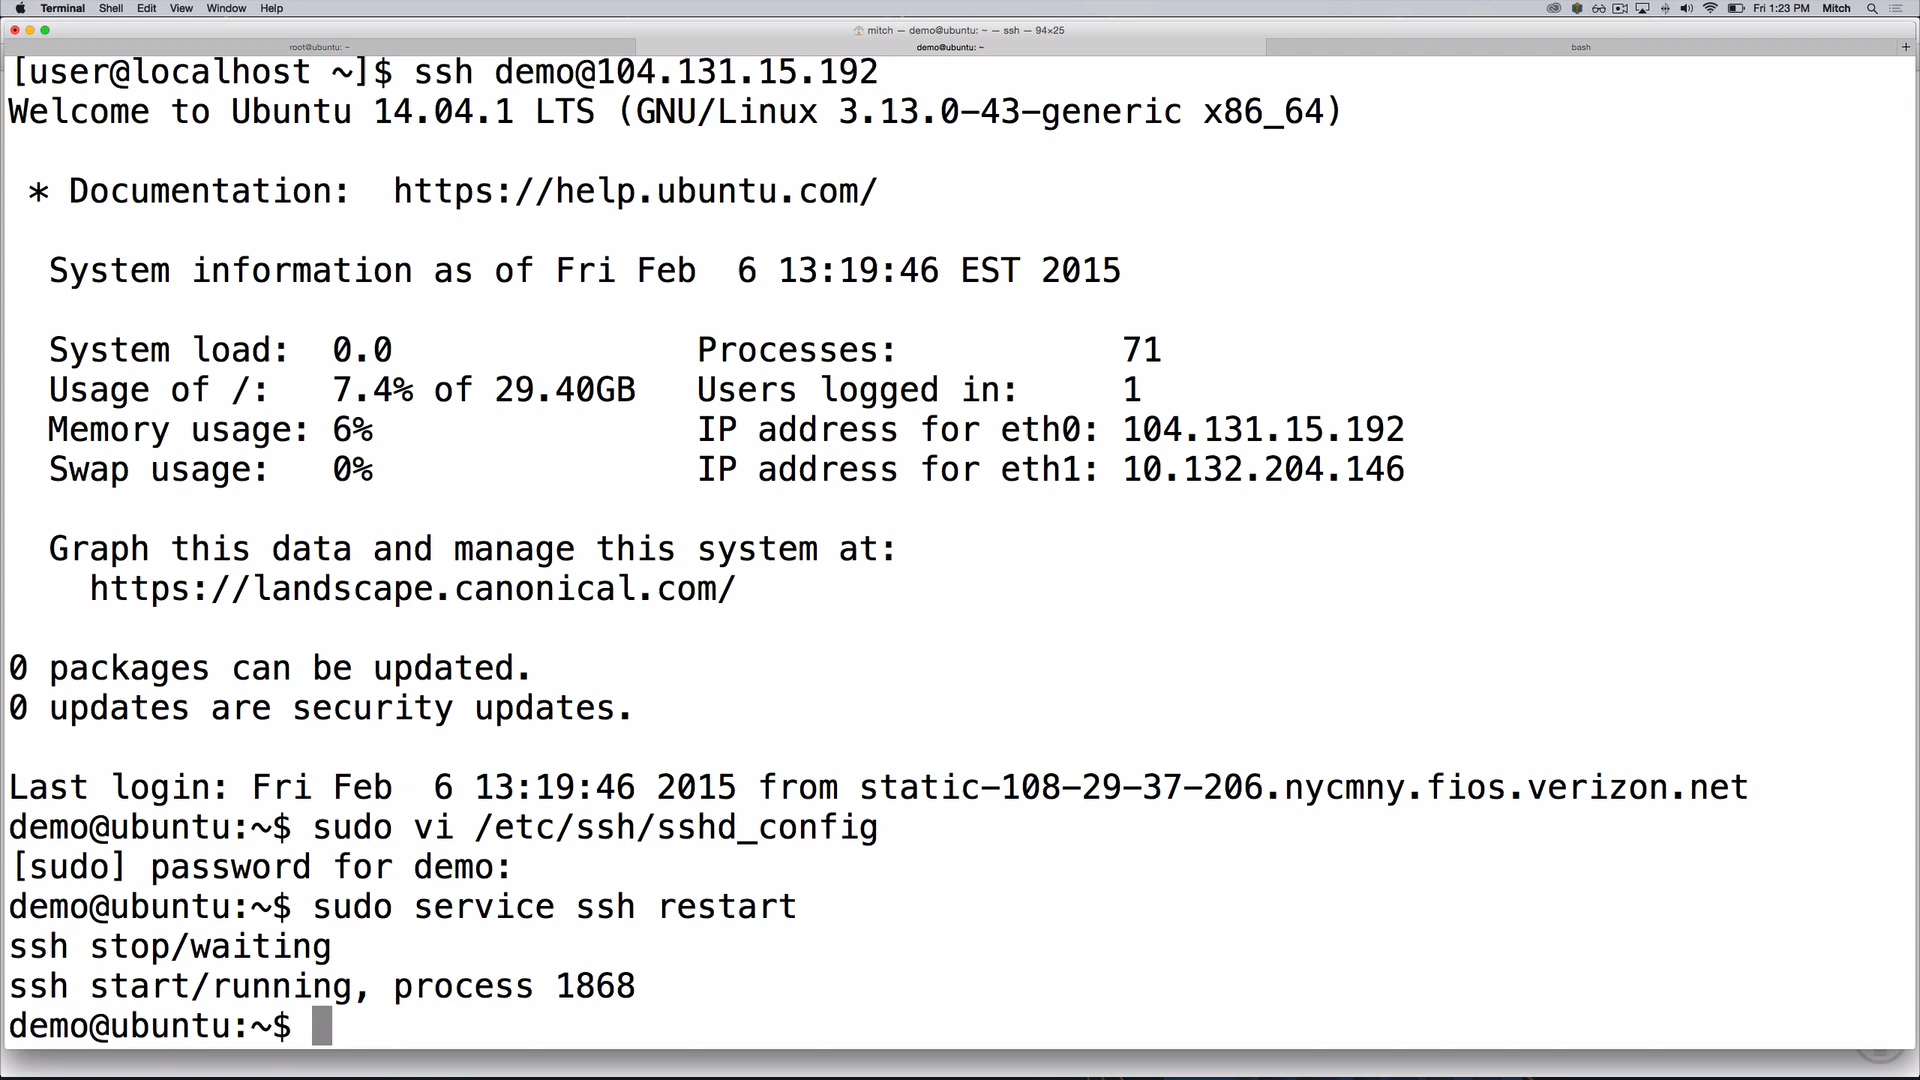 Terminal Shell Edit View Window Help Fri 1:23 PM Mitch
mitch — demo@ubuntu: ~ — ssh — 94×25
root@ubuntu: ~ demo@ubuntu: ~ bash +
[user@localhost ~]$ ssh demo@104.131.15.192
Welcome to Ubuntu 14.04.1 LTS (GNU/Linux 3.13.0-43-generic x86_64)
* Documentation: https://help.ubuntu.com/
System information as of Fri Feb 6 13:19:46 EST 2015
System load: 0.0 Processes: 71
Usage of /: 7.4% of 29.40GB Users logged in: 1
Memory usage: 6% IP address for eth0: 104.131.15.192
Swap usage: 0% IP address for eth1: 10.132.204.146
Graph this data and manage this system at:
https://landscape.canonical.com/
0 packages can be updated.
0 updates are security updates.
Last login: Fri Feb 6 13:19:46 2015 from static-108-29-37-206.nycmny.fios.verizon.net
demo@ubuntu:~$ sudo vi /etc/ssh/sshd_config
[sudo] password for demo:
demo@ubuntu:~$ sudo service ssh restart
ssh stop/waiting
ssh start/running, process 1868
demo@ubuntu:~$